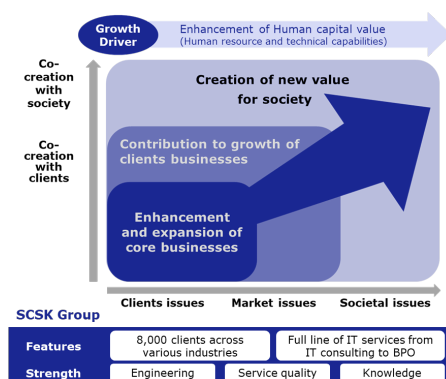 Growth
Driver
Enhancement of Human capital value
(Human resource and technical capabilities)
Co-
creation
with
society
Creation of new value
for society
Co-
creation
with
clients
Contribution to growth of
clients businesses
Enhancement
and expansion of
core businesses
Clients issues
Market issues
Societal issues
SCSK Group
Features
8,000 clients across
various industries
Full line of IT services from
IT consulting to BPO
Strength
Engineering
Service quality
Knowledge